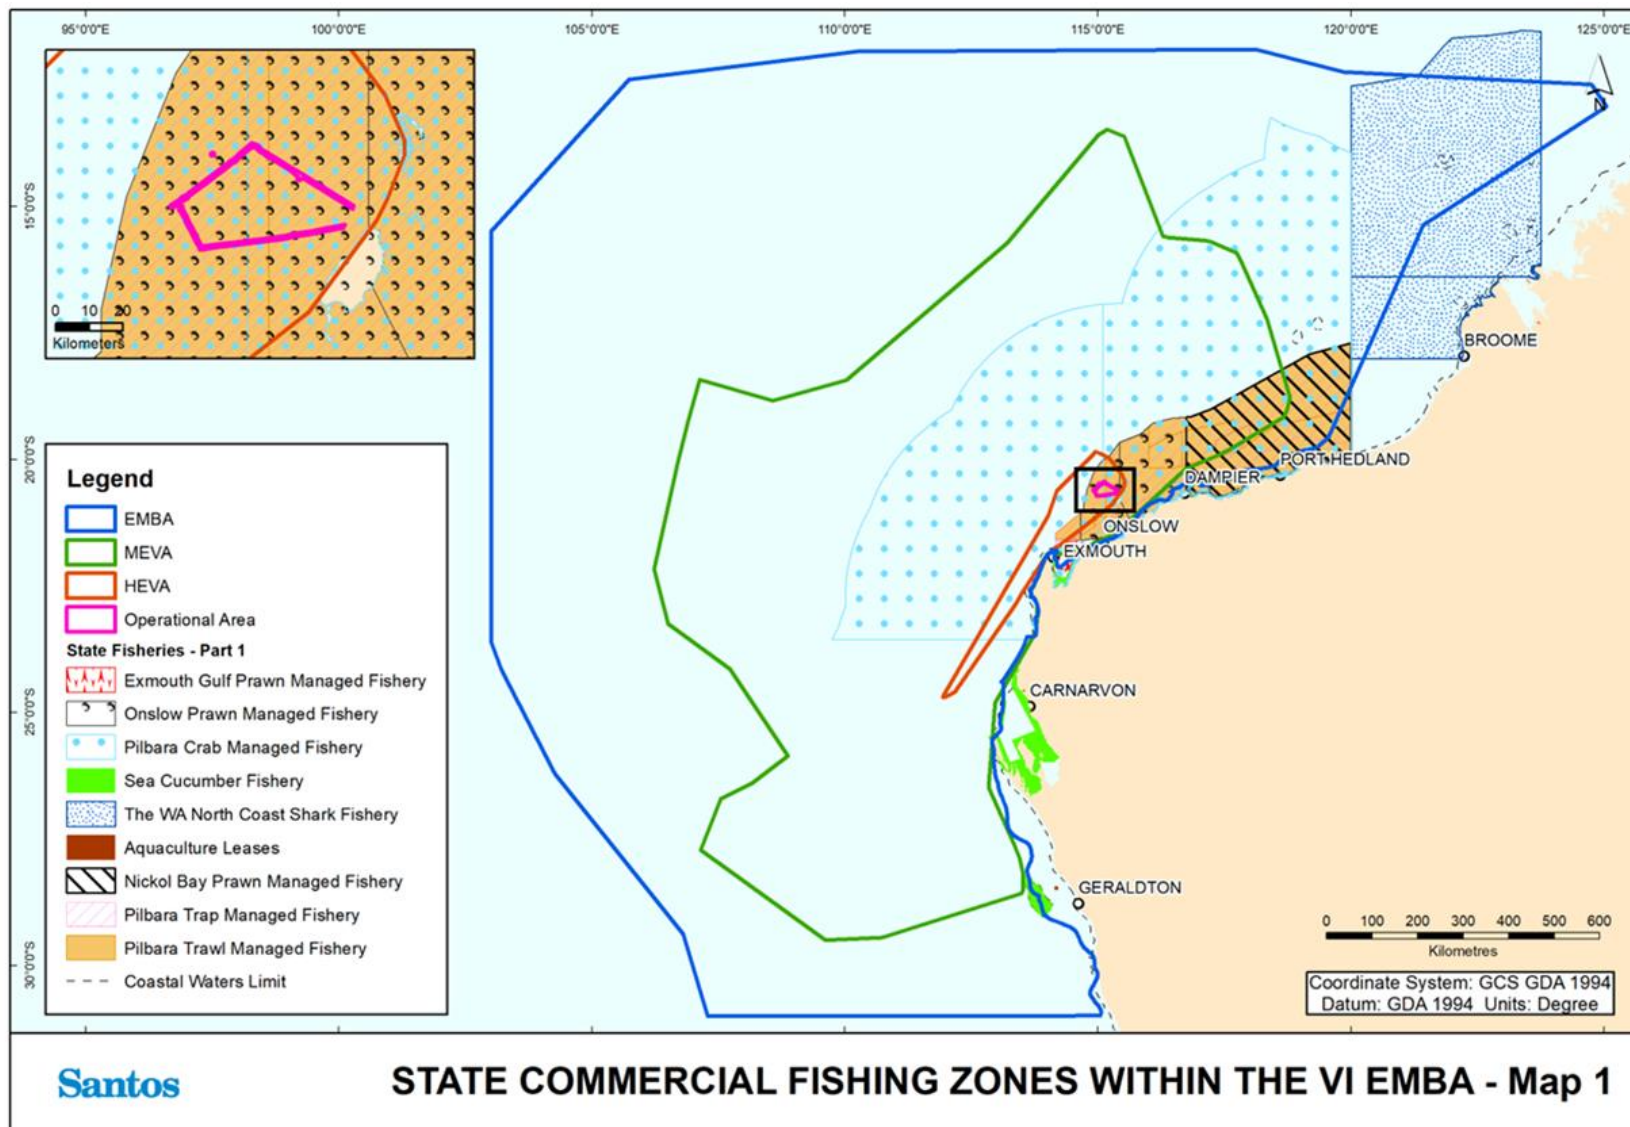 95°0'0"E 100°0'0"E 105°0'0"E 110°0'0"E 115°0'0"E 120°0'0"E 125°0'0"E
15°0'0"S
20°0'0"S
25°0'0"S
30°0'0"S
0 10 20
Kilometers
N
BROOME
PORT HEDLAND
DAMPIER
ONSLOW
EXMOUTH
CARNARVON
GERALDTON
Legend
EMBA
MEVA
HEVA
Operational Area
State Fisheries - Part 1
Exmouth Gulf Prawn Managed Fishery
Onslow Prawn Managed Fishery
Pilbara Crab Managed Fishery
Sea Cucumber Fishery
The WA North Coast Shark Fishery
Aquaculture Leases
Nickol Bay Prawn Managed Fishery
Pilbara Trap Managed Fishery
Pilbara Trawl Managed Fishery
Coastal Waters Limit
0 100 200 300 400 500 600
Kilometres
Coordinate System: GCS GDA 1994
Datum: GDA 1994 Units: Degree
Santos
STATE COMMERCIAL FISHING ZONES WITHIN THE VI EMBA - Map 1